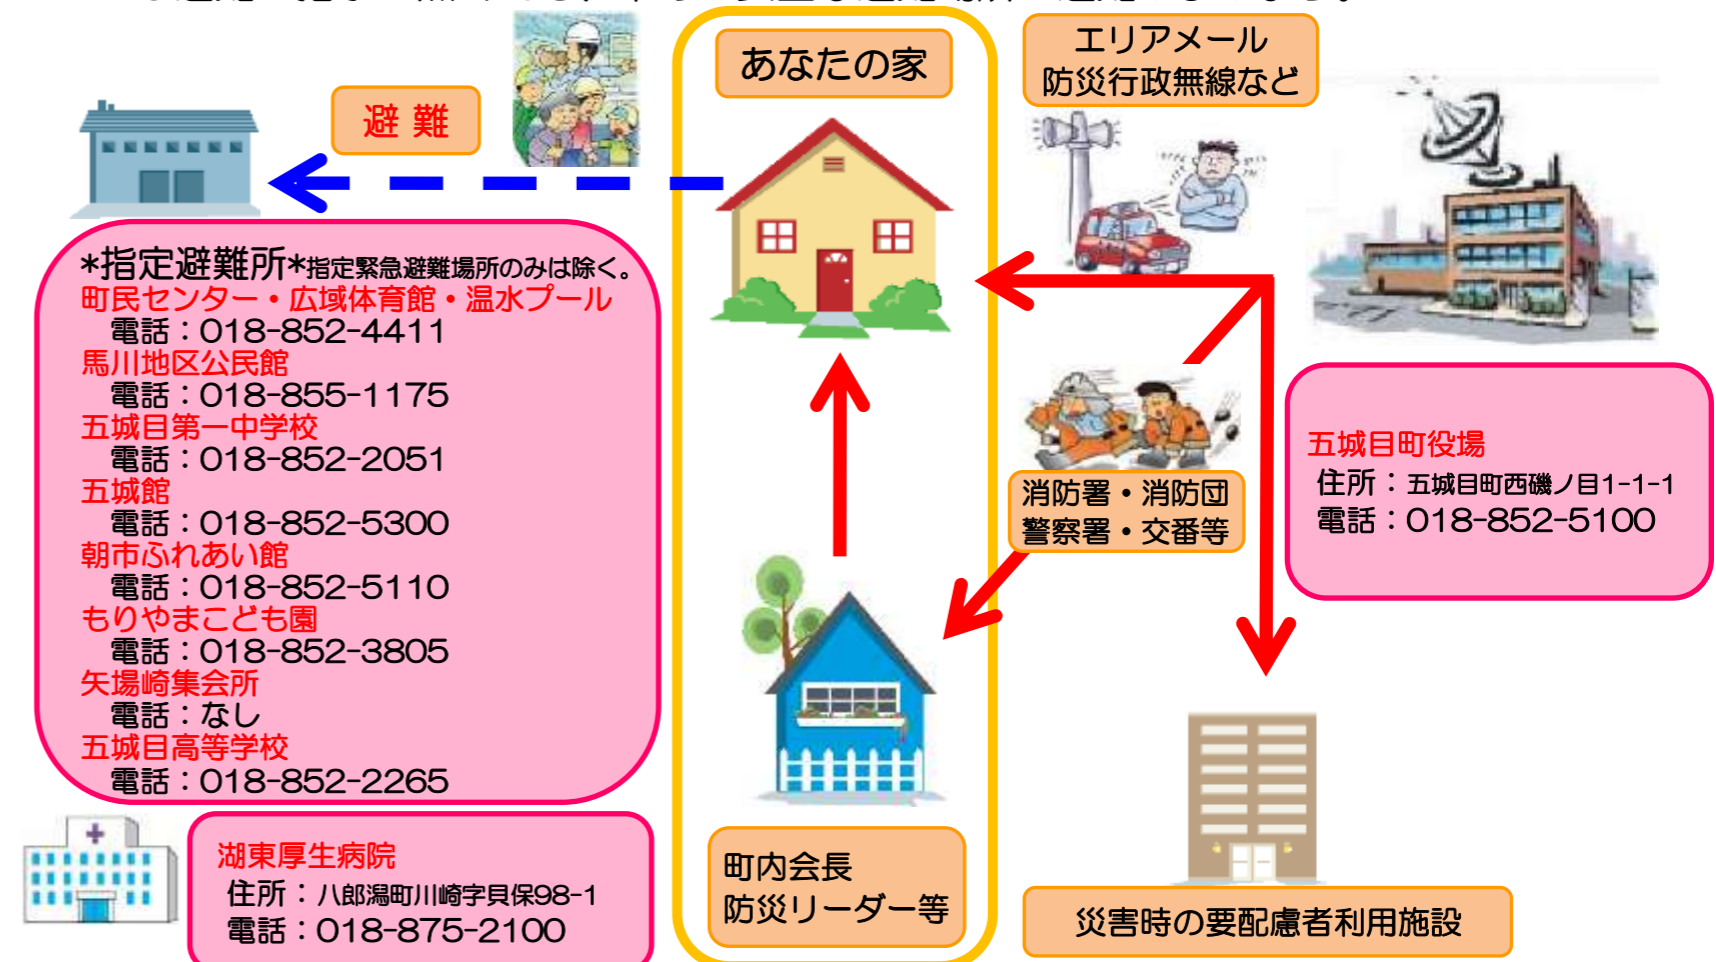 避 難
あなたの家
エリアメール
防災行政無線など
*指定避難所*指定緊急避難場所のみは除く。
町民センター・広域体育館・温水プール
電話：018-852-4411
馬川地区公民館
電話：018-855-1175
五城目第一中学校
電話：018-852-2051
五城館
電話：018-852-5300
朝市ふれあい館
電話：018-852-5110
もりやまこども園
電話：018-852-3805
矢場崎集会所
電話：なし
五城目高等学校
電話：018-852-2265
湖東厚生病院
住所：八郎潟町川崎字貝保98-1
電話：018-875-2100
町内会長
防災リーダー等
消防署・消防団
警察署・交番等
五城目町役場
住所：五城目町西磯ノ目1-1-1
電話：018-852-5100
災害時の要配慮者利用施設